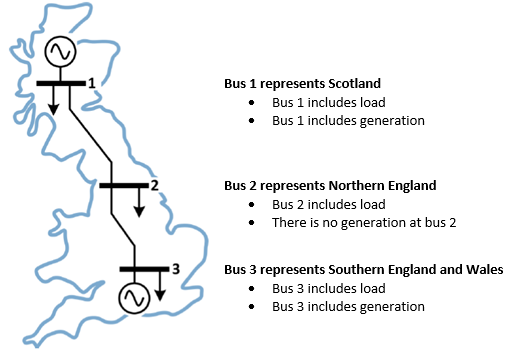 1
2
3
Bus 1 represents Scotland
• Bus 1 includes load
• Bus 1 includes generation
Bus 2 represents Northern England
• Bus 2 includes load
• There is no generation at bus 2
Bus 3 represents Southern England and Wales
• Bus 3 includes load
• Bus 3 includes generation